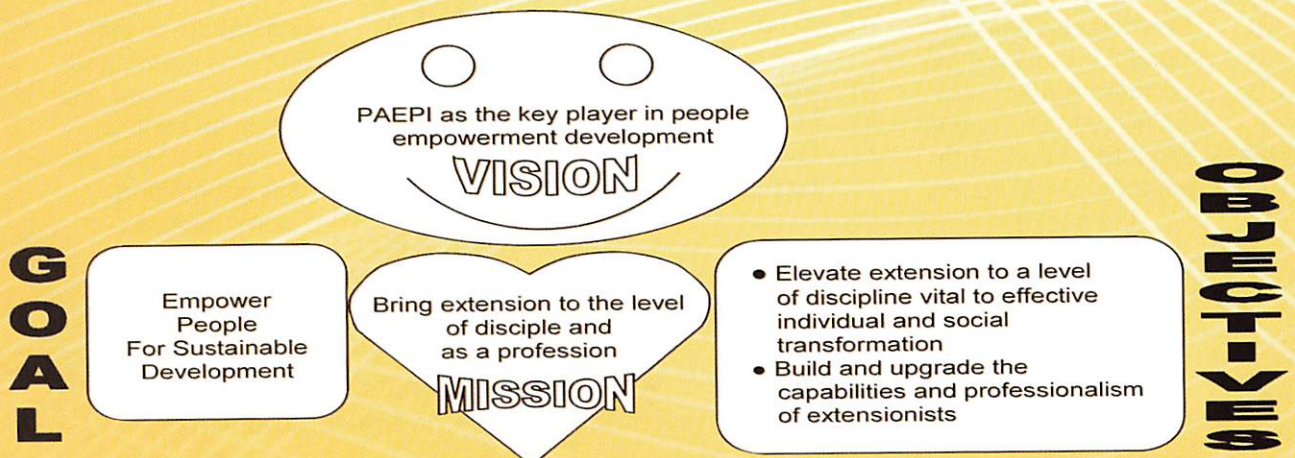 PAEPI as the key player in people
empowerment development
VISION
GOAL
Empower
People
For Sustainable
Development
Bring extension to the level
of disciple and
as a profession
MISSION
• Elevate extension to a level
of discipline vital to effective
individual and social
transformation
• Build and upgrade the
capabilities and professionalism
of extensionists
OBJECTIVES